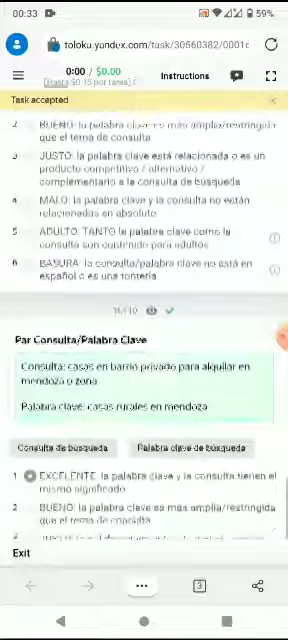 00:33
59%
toloku.yandex.com/task/30560382/0001c
0:00 / $0.00
(Hasta $0.15 por tarea)
Instructions
Task accepted
2 BUENO: la palabra clave es más amplia/restringida
que el tema de consulta
3 JUSTO: la palabra clave está relacionada o es un
producto competitivo / alternativo /
complementario a la consulta de búsqueda
4 MALO: la palabra clave y la consulta no están
relacionadas en absoluto
5 ADULTO: TANTO la palabra clave como la
consulta son contenido para adultos
6 BASURA: la consulta/palabra clave no está en
español o es una tontería
Par Consulta/Palabra Clave
Consulta: casas en barrio privado para alquilar en
mendoza o zona
Palabra clave: casas rurales en mendoza
Consulta de búsqueda
Palabra clave de búsqueda
1 EXCELENTE: la palabra clave y la consulta tienen el
mismo significado
2 BUENO: la palabra clave es más amplia/restringida
que el tema de consulta
Exit
3